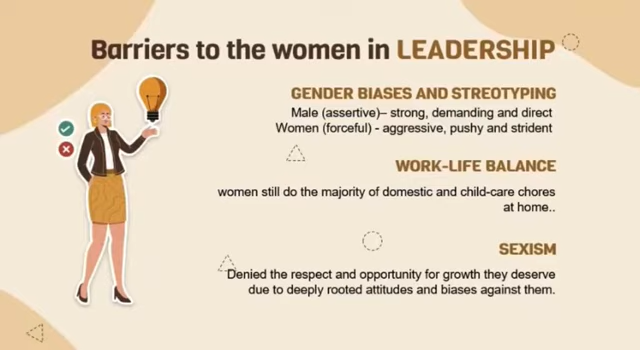 Barriers to the women in LEADERSHIP
GENDER BIASES AND STREOTYPING
Male (assertive)– strong, demanding and direct
Women (forceful) - aggressive, pushy and strident
WORK-LIFE BALANCE
women still do the majority of domestic and child-care chores
at home..
SEXISM
Denied the respect and opportunity for growth they deserve
due to deeply rooted attitudes and biases against them.